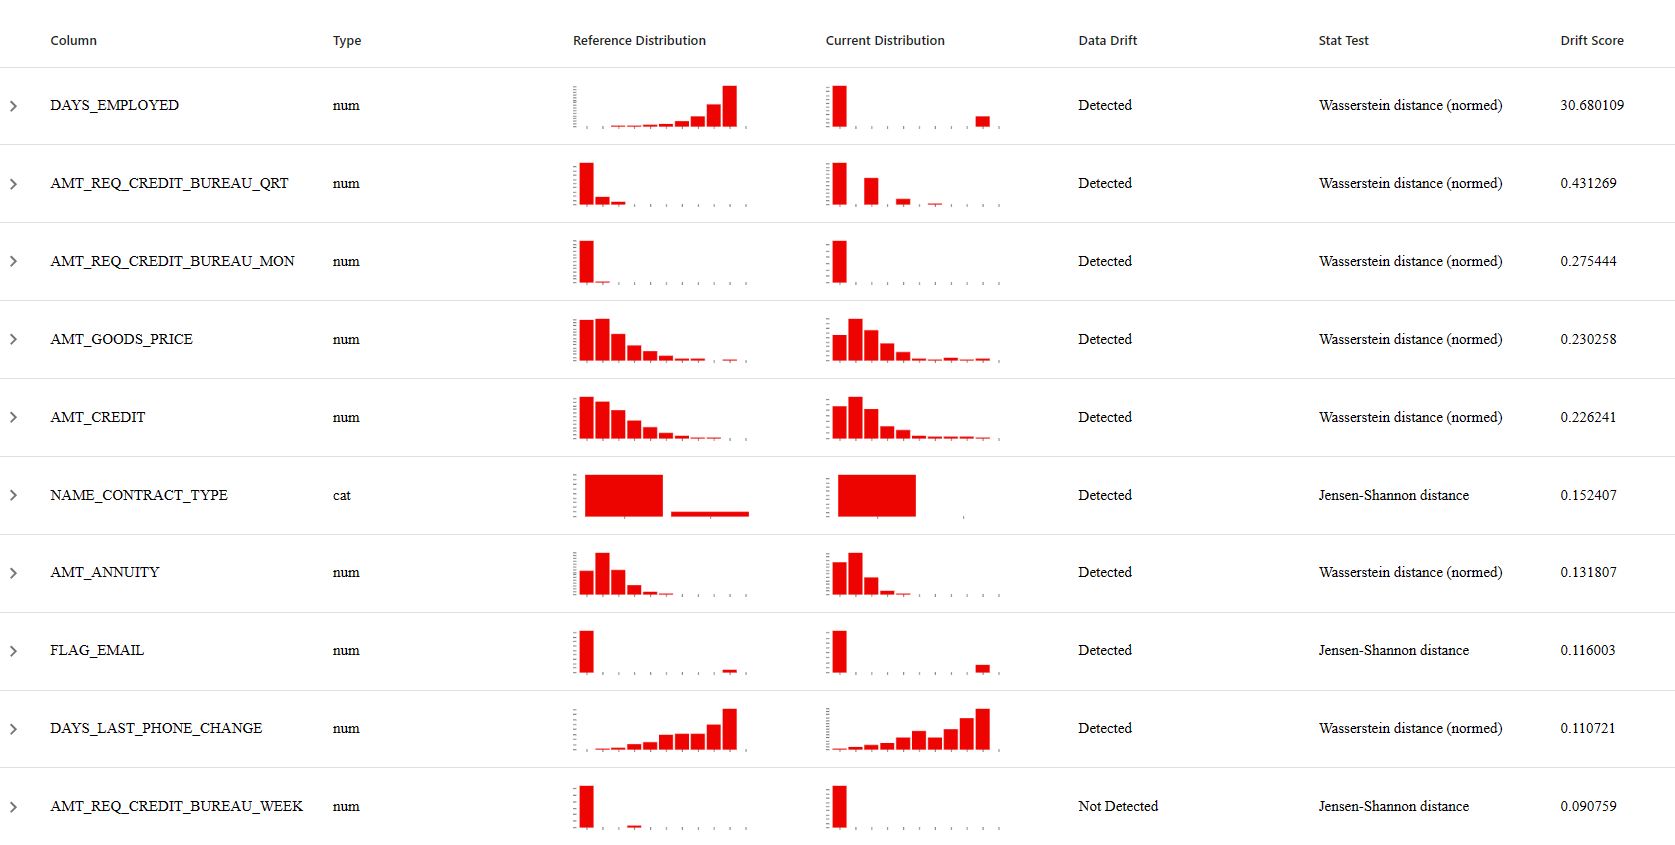 Column Type Reference Distribution Current Distribution Data Drift Stat Test Drift Score
DAYS_EMPLOYED num Detected Wasserstein distance (normed) 30.680109
AMT_REQ_CREDIT_BUREAU_QRT num Detected Wasserstein distance (normed) 0.431269
AMT_REQ_CREDIT_BUREAU_MON num Detected Wasserstein distance (normed) 0.275444
AMT_GOODS_PRICE num Detected Wasserstein distance (normed) 0.230258
AMT_CREDIT num Detected Wasserstein distance (normed) 0.226241
NAME_CONTRACT_TYPE cat Detected Jensen-Shannon distance 0.152407
AMT_ANNUITY num Detected Wasserstein distance (normed) 0.131807
FLAG_EMAIL num Detected Jensen-Shannon distance 0.116003
DAYS_LAST_PHONE_CHANGE num Detected Wasserstein distance (normed) 0.110721
AMT_REQ_CREDIT_BUREAU_WEEK num Not Detected Jensen-Shannon distance 0.090759